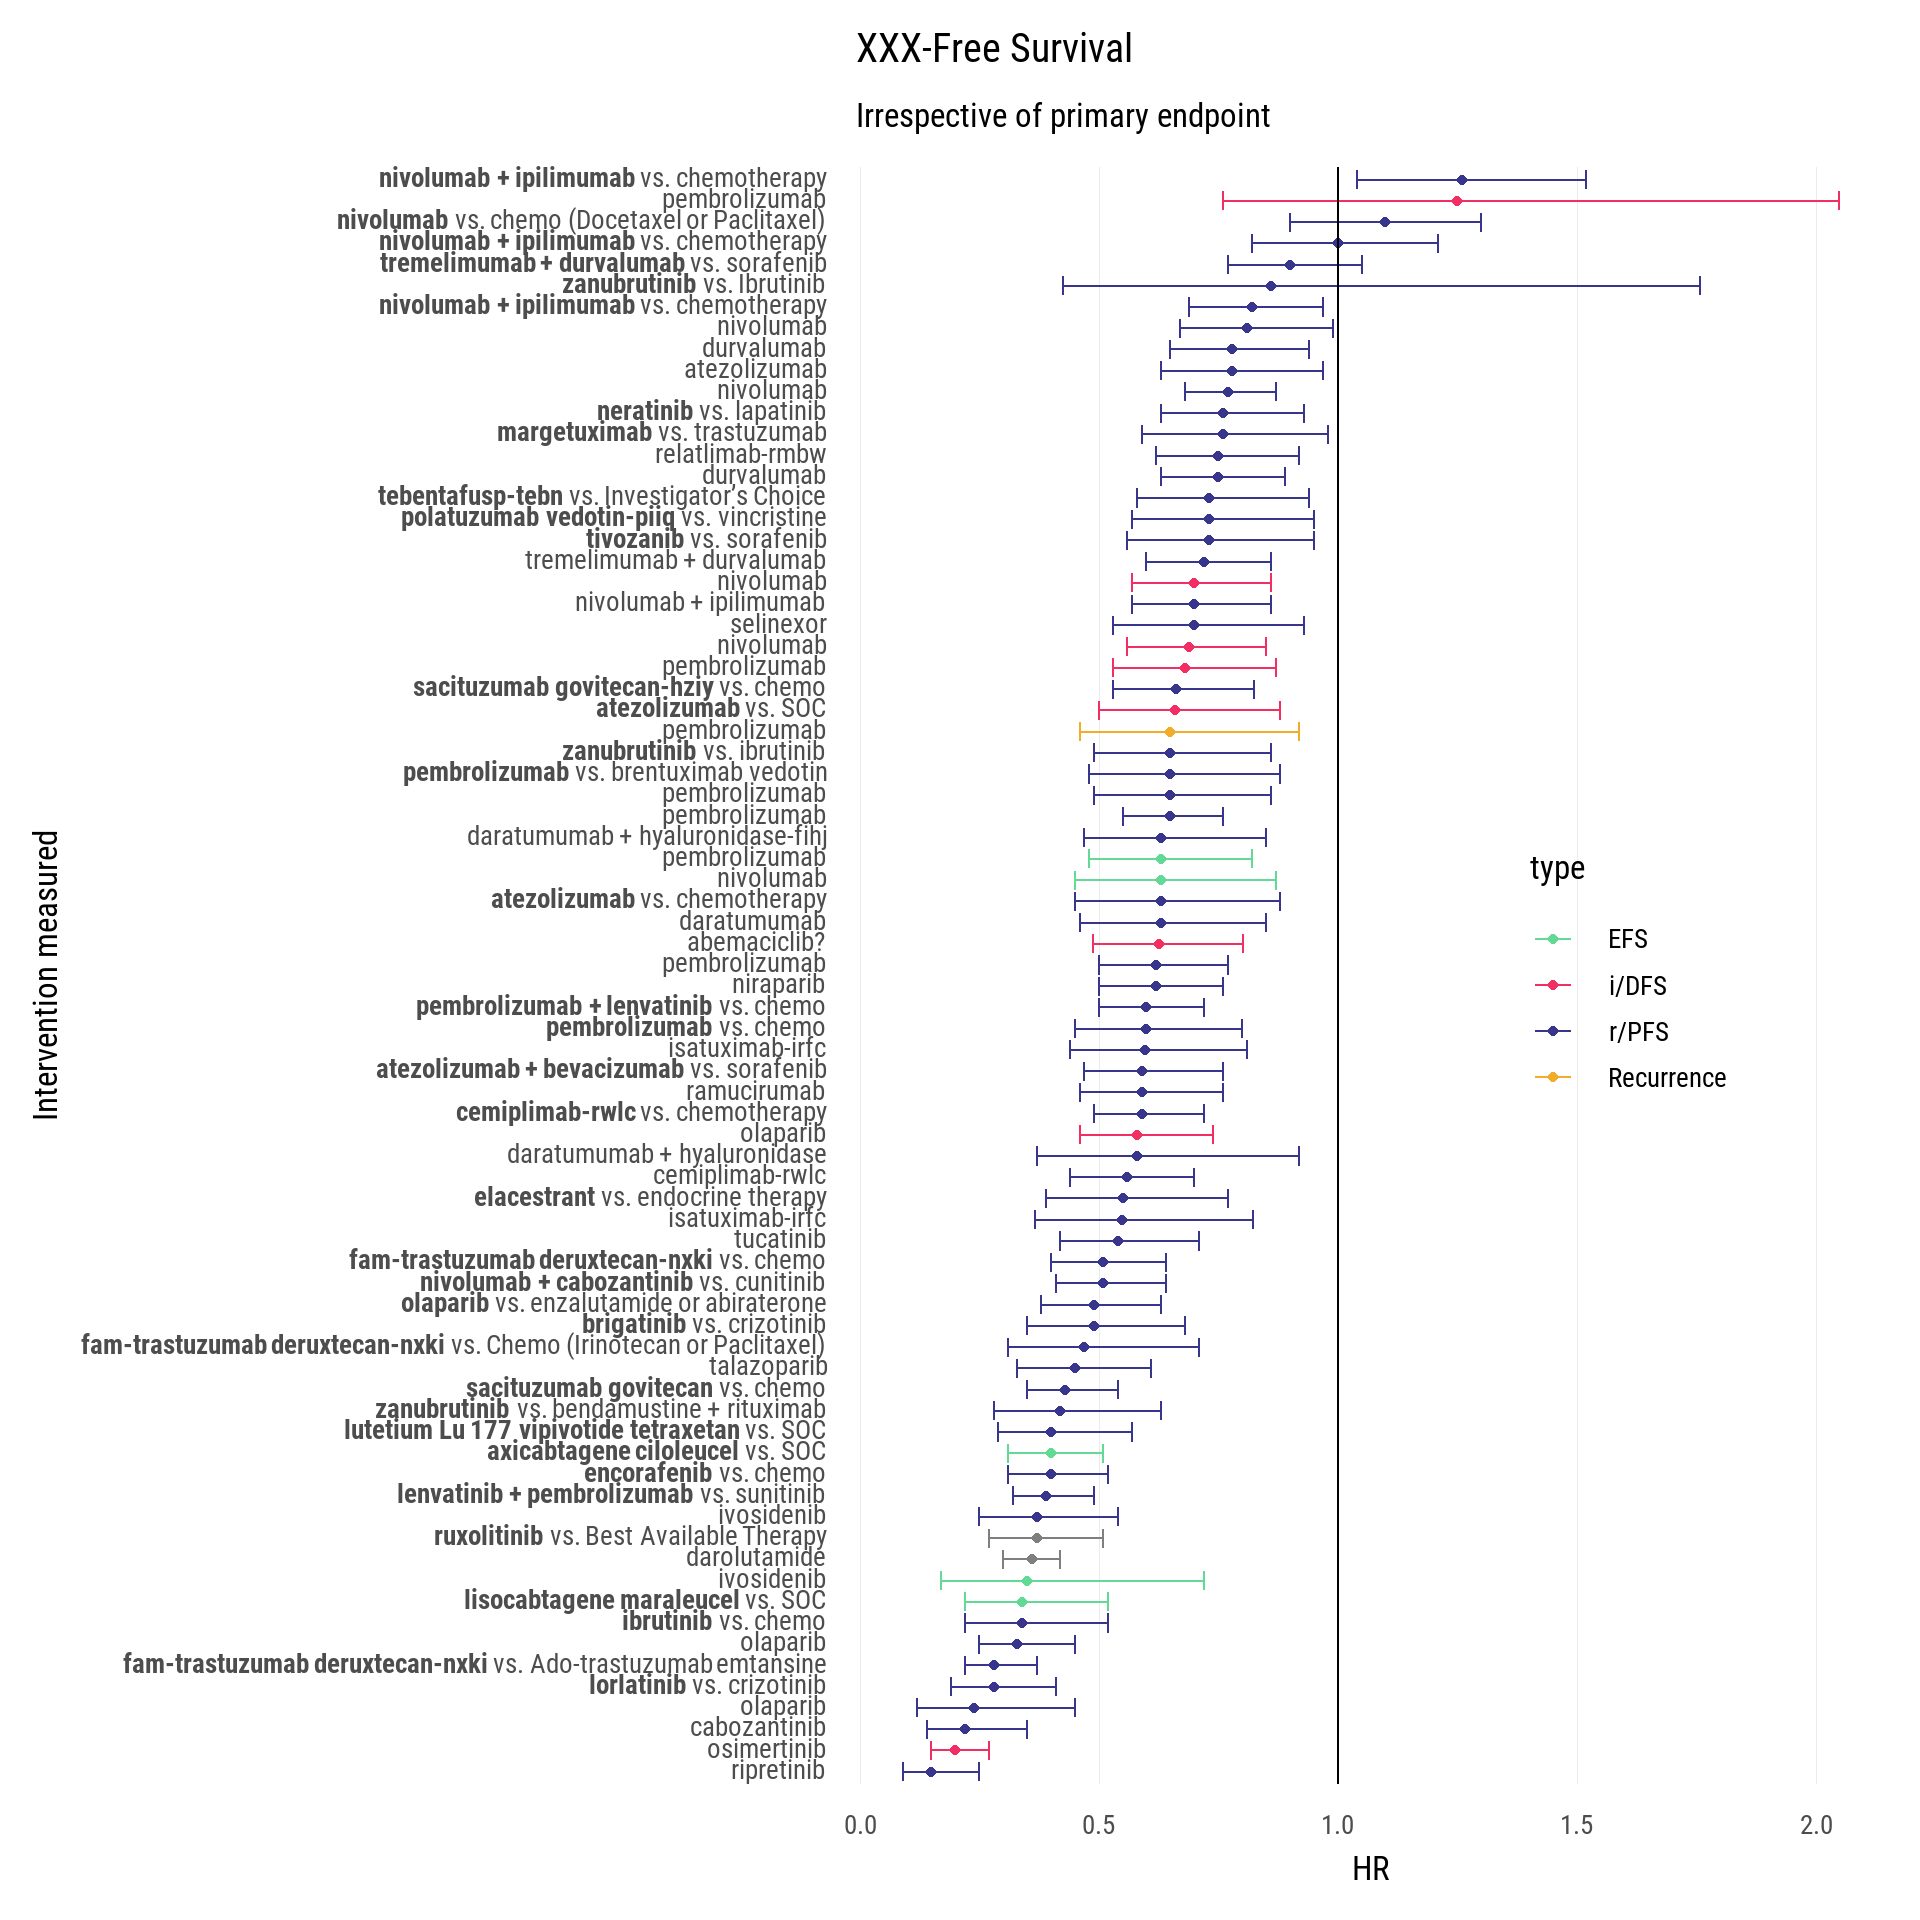 XXX-Free Survival
Irrespective of primary endpoint
nivolumab + ipilimumab vs. chemotherapy
pembrolizumab
nivolumab vs. chemo (Docetaxel or Paclitaxel)
nivolumab + ipilimumab vs. chemotherapy
tremelimumab + durvalumab vs. sorafenib
zanubrutinib vs. Ibrutinib
nivolumab + ipilimumab vs. chemotherapy
nivolumab
durvalumab
atezolizumab
nivolumab
neratinib vs. lapatinib
margetuximab vs. trastuzumab
relatlimab-rmbw
durvalumab
tebentafusp-tebn vs. Investigator's Choice
polatuzumab vedotin-piiq vs. vincristine
tivozanib vs. sorafenib
tremelimumab + durvalumab
nivolumab
nivolumab + ipilimumab
selinexor
nivolumab
pembrolizumab
sacituzumab govitecan-hziy vs. chemo
atezolizumab vs. SOC
pembrolizumab
zanubrutinib vs. ibrutinib
pembrolizumab vs. brentuximab vedotin
pembrolizumab
pembrolizumab
daratumumab + hyaluronidase-fihj
pembrolizumab
nivolumab
atezolizumab vs. chemotherapy
daratumumab
abemaciclib?
pembrolizumab
niraparib
pembrolizumab + lenvatinib vs. chemo
pembrolizumab vs. chemo
isatuximab-irfc
atezolizumab + bevacizumab vs. sorafenib
ramucirumab
cemiplimab-rwlc vs. chemotherapy
olaparib
daratumumab + hyaluronidase
cemiplimab-rwlc
elacestrant vs. endocrine therapy
isatuximab-irfc
tucatinib
fam-trastuzumab deruxtecan-nxki vs. chemo
nivolumab + cabozantinib vs. cunitinib
olaparib vs. enzalutamide or abiraterone
brigatinib vs. crizotinib
fam-trastuzumab deruxtecan-nxki vs. Chemo (Irinotecan or Paclitaxel)
talazoparib
sacituzumab govitecan vs. chemo
zanubrutinib vs. bendamustine + rituximab
lutetium Lu 177 vipivotide tetraxetan vs. SOC
axicabtagene ciloleucel vs. SOC
encorafenib vs. chemo
lenvatinib + pembrolizumab vs. sunitinib
ivosidenib
ruxolitinib vs. Best Available Therapy
darolutamide
ivosidenib
lisocabtagene maraleucel vs. SOC
ibrutinib vs. chemo
olaparib
fam-trastuzumab deruxtecan-nxki vs. Ado-trastuzumab emtansine
lorlatinib vs. crizotinib
olaparib
cabozantinib
osimertinib
ripretinib
Intervention measured
0.0 0.5 1.0 1.5 2.0
HR
type
EFS
i/DFS
r/PFS
Recurrence